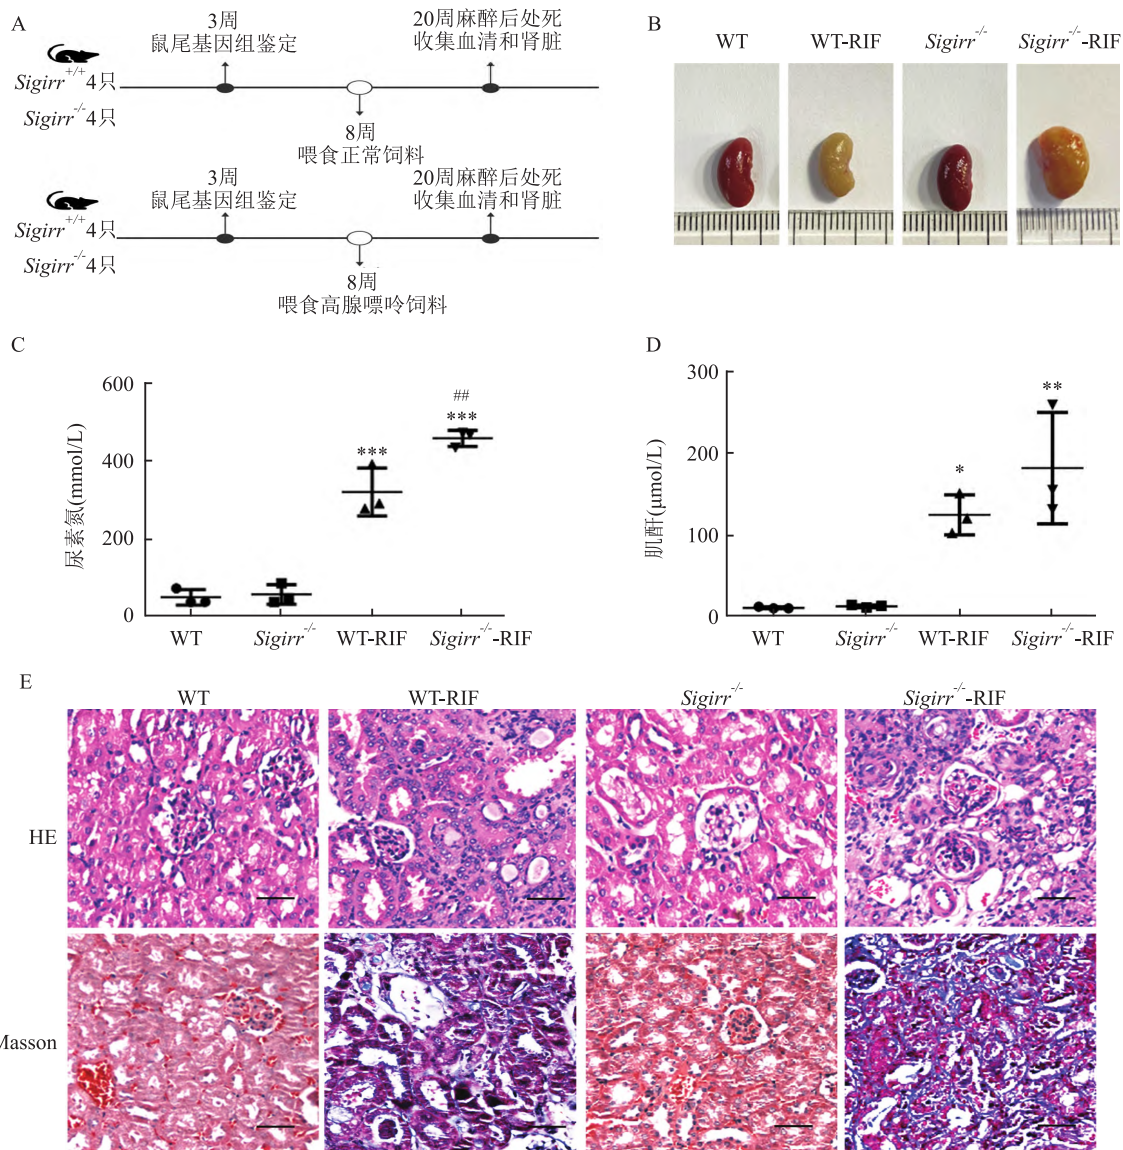 A
3周
鼠尾基因组鉴定
20周麻醉后处死
收集血清和肾脏
Sigirr+/+4只
Sigirr-/-4只
8周
喂食正常饲料
3周
鼠尾基因组鉴定
20周麻醉后处死
收集血清和肾脏
Sigirr+/+4只
Sigirr-/-4只
8周
喂食高腺嘌呤饲料
B
WT WT-RIF Sigirr-/- Sigirr-/--RIF
C
尿素氮(mmol/L)
600
400
200
0
***
##
***
WT Sigirr-/- WT-RIF Sigirr-/--RIF
D
肌酐(μmol/L)
300
200
100
0
*
**
WT Sigirr-/- WT-RIF Sigirr-/--RIF
E
WT WT-RIF Sigirr-/- Sigirr-/--RIF
HE
Masson